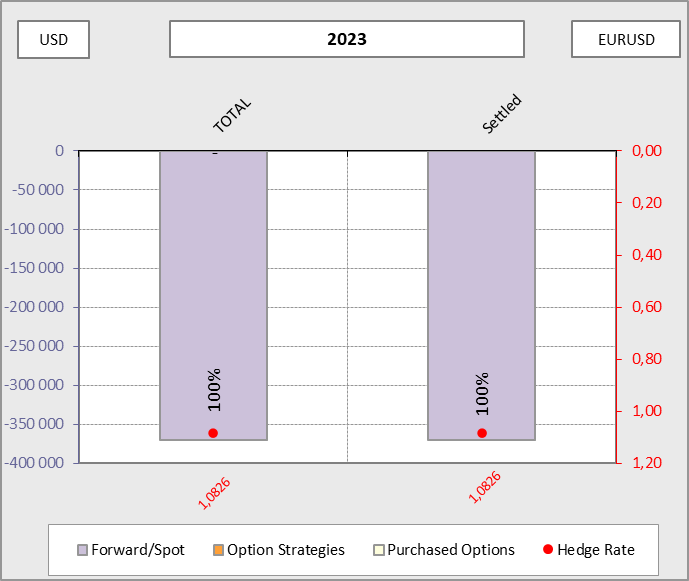 USD 2023 EURUSD
TOTAL Settled
0 0,00
-50 000 0,20
-100 000
-150 000 0,40
-200 000 0,60
-250 000
-300 000 0,80
-350 000 1,00
-400 000 1,20
100% 100%
1,0826 1,0826
Forward/Spot Option Strategies Purchased Options Hedge Rate